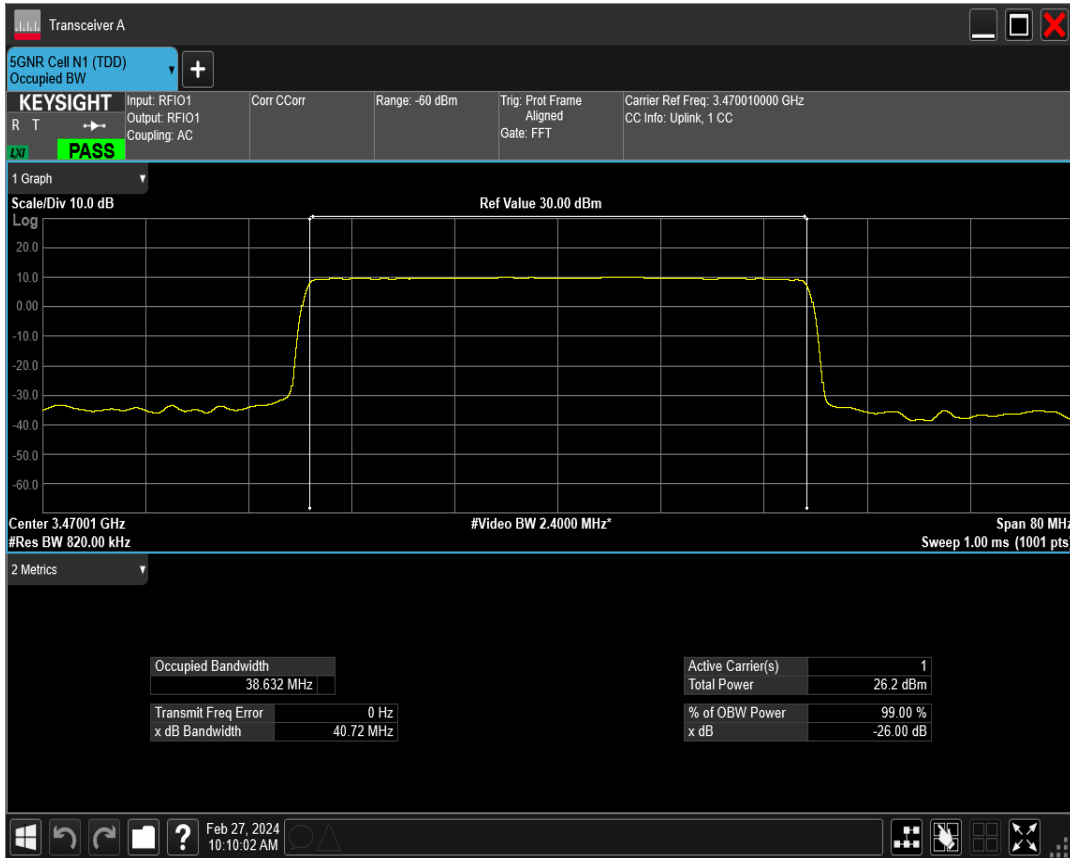 Transceiver A
5GNR Cell N1 (TDD)
Occupied BW
+
KEYSIGHT
R T
LXI
PASS
Input: RFIO1
Output: RFIO1
Coupling: AC
Corr CCorr
Range: -60 dBm
Trig: Prot Frame
Aligned
Gate: FFT
Carrier Ref Freq: 3.470010000 GHz
CC Info: Uplink, 1 CC
1 Graph
Scale/Div 10.0 dB
Ref Value 30.00 dBm
Log
20.0
10.0
0.00
-10.0
-20.0
-30.0
-40.0
-50.0
-60.0
Center 3.47001 GHz
#Video BW 2.4000 MHz*
Span 80 MHz
#Res BW 820.00 kHz
Sweep 1.00 ms (1001 pts)
2 Metrics
Occupied Bandwidth
38.632 MHz
Transmit Freq Error 0 Hz
x dB Bandwidth 40.72 MHz
Active Carrier(s) 1
Total Power 26.2 dBm
% of OBW Power 99.00 %
x dB -26.00 dB
?
Feb 27, 2024
10:10:02 AM